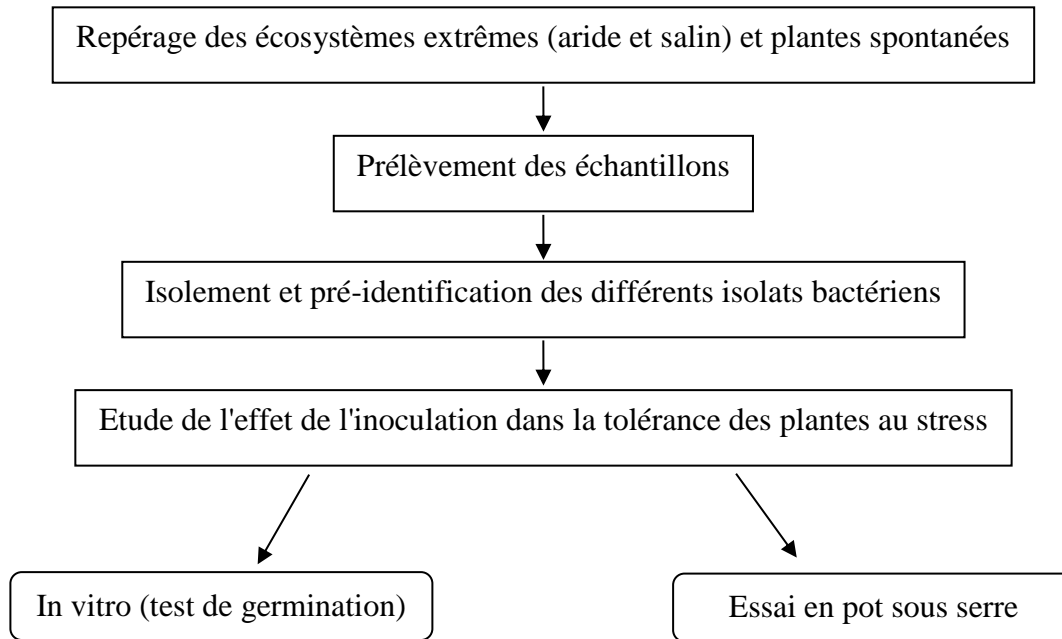 Repérage des écosystèmes extrêmes (aride et salin) et plantes spontanées
Prélèvement des échantillons
Isolement et pré-identification des différents isolats bactériens
Etude de l'effet de l'inoculation dans la tolérance des plantes au stress
In vitro (test de germination)
Essai en pot sous serre